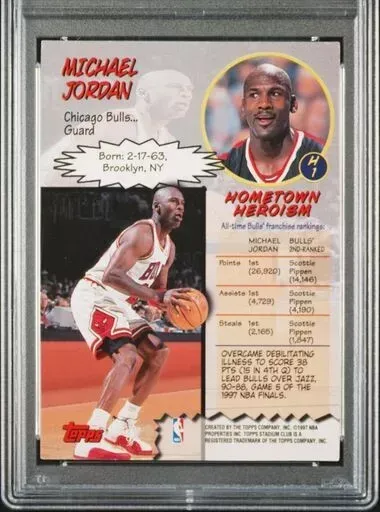 MICHAEL
JORDAN
Chicago Bulls...
Guard
Born: 2-17-63,
Brooklyn, NY
H
1
HOMETOWN
HEROISM
All-time Bulls' franchise rankings:
MICHAEL JORDAN BULLS' 2ND-RANKED
Points 1st (26,920) Scottie Pippen (14,146)
Assists 1st (4,729) Scottie Pippen (4,190)
Steals 1st (2,165) Scottie Pippen (1,847)
OVERCAME DEBILITATING
ILLNESS TO SCORE 38
PTS (15 IN 4TH Q) TO
LEAD BULLS OVER JAZZ,
90-88, GAME 5 OF THE
1997 NBA FINALS.
Topps
NBA
CREATED BY THE TOPPS COMPANY, INC. ©1997 NBA
PROPERTIES INC. TOPPS STADIUM CLUB IS A
REGISTERED TRADEMARK OF THE TOPPS COMPANY, INC.